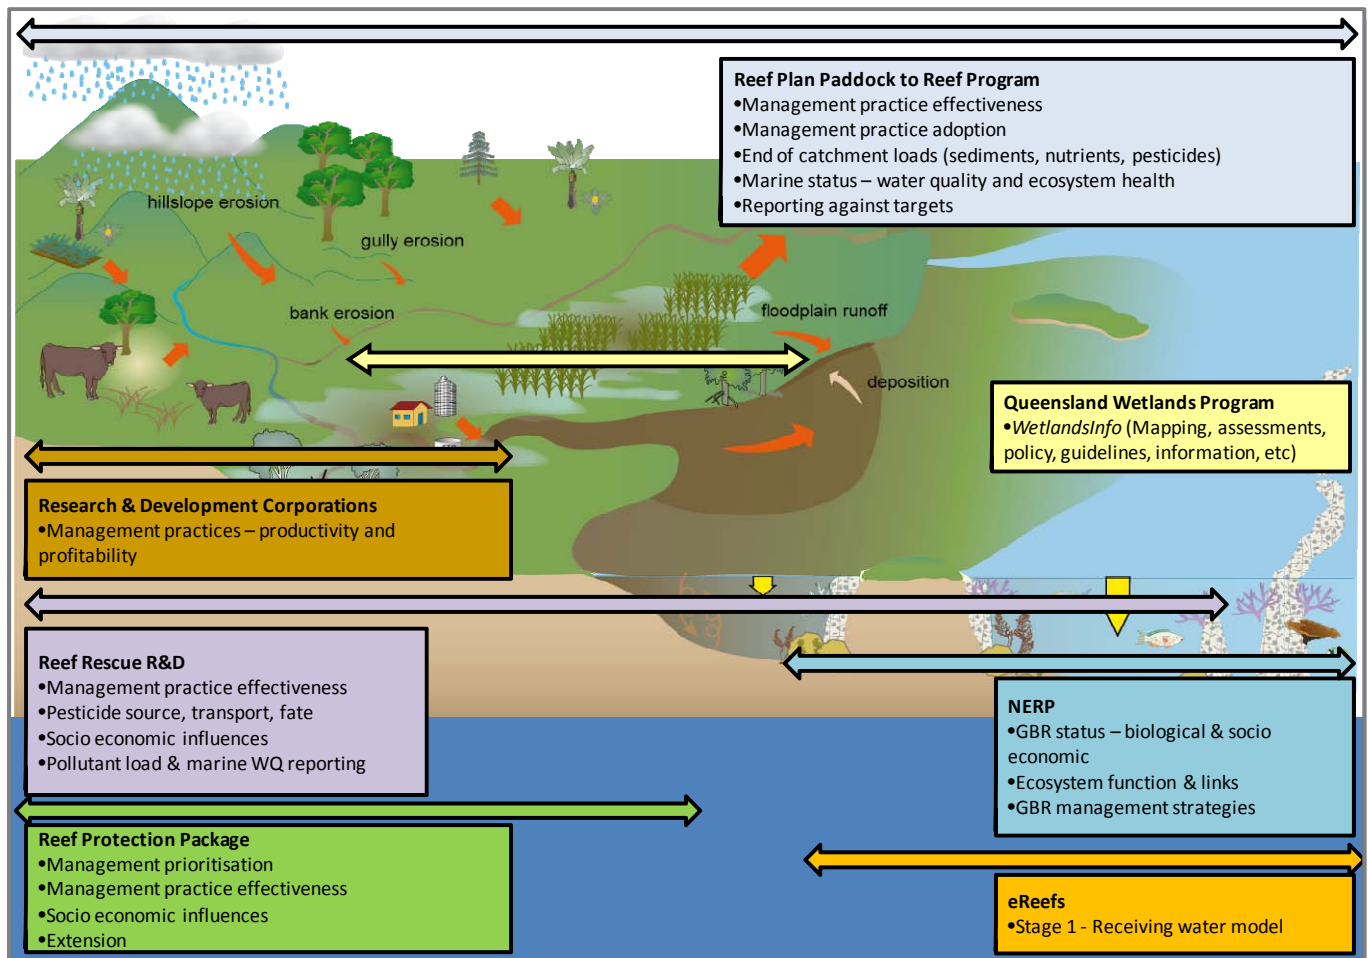 Reef Plan Paddock to Reef Program
•Management practice effectiveness
•Management practice adoption
•End of catchment loads (sediments, nutrients, pesticides)
•Marine status – water quality and ecosystem health
•Reporting against targets
hillslope erosion
gully erosion
bank erosion
floodplain runoff
deposition
Queensland Wetlands Program
•WetlandsInfo (Mapping, assessments,
policy, guidelines, information, etc)
Research & Development Corporations
•Management practices – productivity and
profitability
Reef Rescue R&D
•Management practice effectiveness
•Pesticide source, transport, fate
•Socio economic influences
•Pollutant load & marine WQ reporting
NERP
•GBR status – biological & socio
economic
•Ecosystem function & links
•GBR management strategies
Reef Protection Package
•Management prioritisation
•Management practice effectiveness
•Socio economic influences
•Extension
eReefs
•Stage 1 - Receiving water model